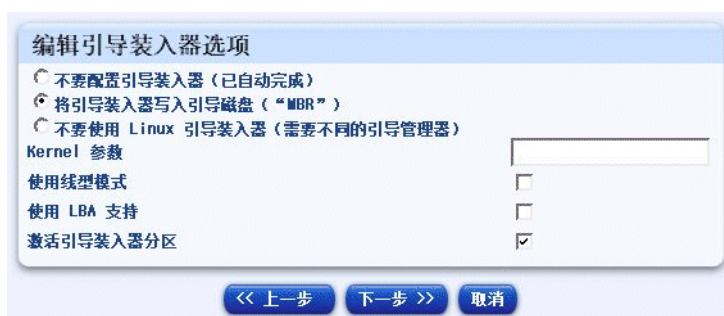 编辑引导装入器选项
不要配置引导装入器（已自动完成）
将引导装入器写入引导磁盘（“MBR”）
不要使用 Linux 引导装入器（需要不同的引导管理器）
Kernel 参数
使用线型模式
使用 LBA 支持
激活引导装入器分区
<< 上一步 下一步 >> 取消